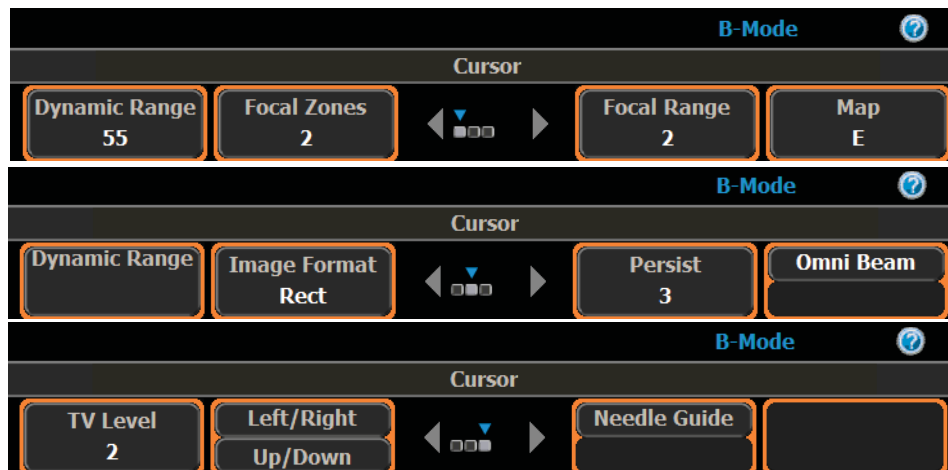 B-Mode
Cursor
Dynamic Range Focal Zones Focal Range Map
55 2 2 E
B-Mode
Cursor
Dynamic Range Image Format Persist Omni Beam
Rect 3
B-Mode
Cursor
TV Level Left/Right Needle Guide
2 Up/Down